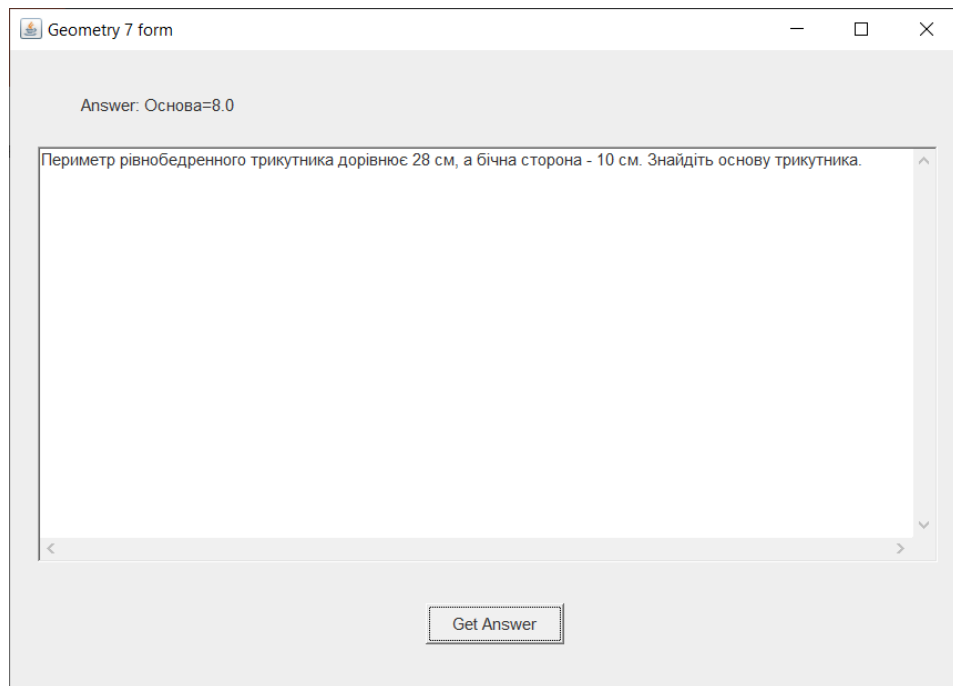 Geometry 7 form
Answer: Основа=8.0
Периметр рівнобедренного трикутника дорівнює 28 см, а бічна сторона - 10 см. Знайдіть основу трикутника.
Get Answer